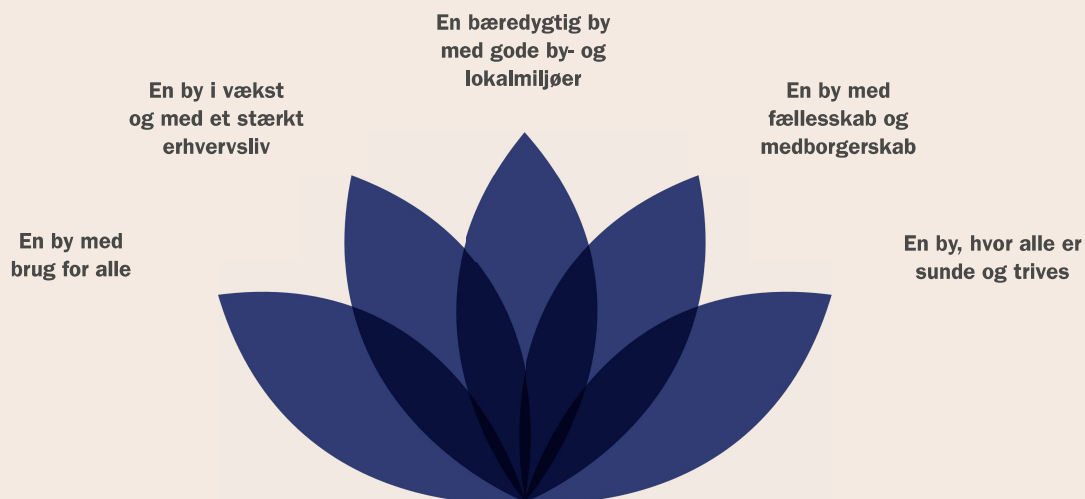 En by med
brug for alle
En by i vækst
og med et stærkt
erhvervsliv
En bæredygtig by
med gode by- og
lokalmiljøer
En by med
fællesskab og
medborgerskab
En by, hvor alle er
sunde og trives